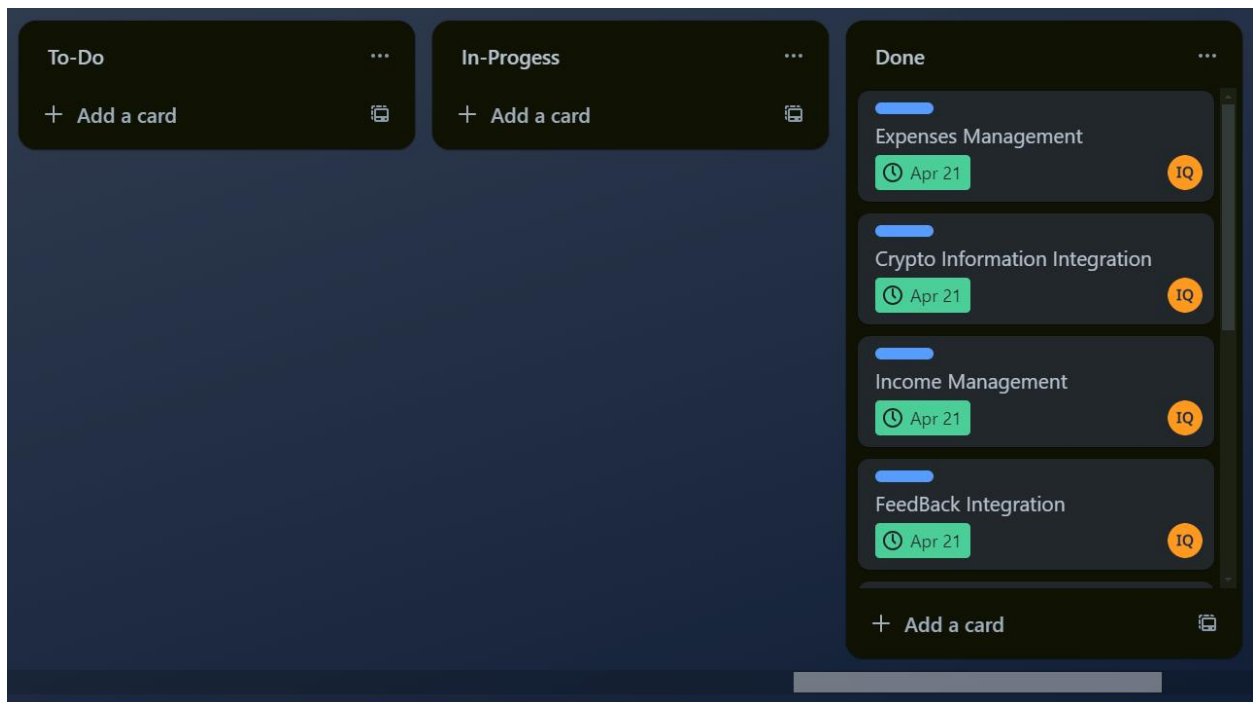 To-Do
+ Add a card
In-Progess
+ Add a card
Done
Expenses Management
Apr 21
IQ
Crypto Information Integration
Apr 21
IQ
Income Management
Apr 21
IQ
FeedBack Integration
Apr 21
IQ
+ Add a card